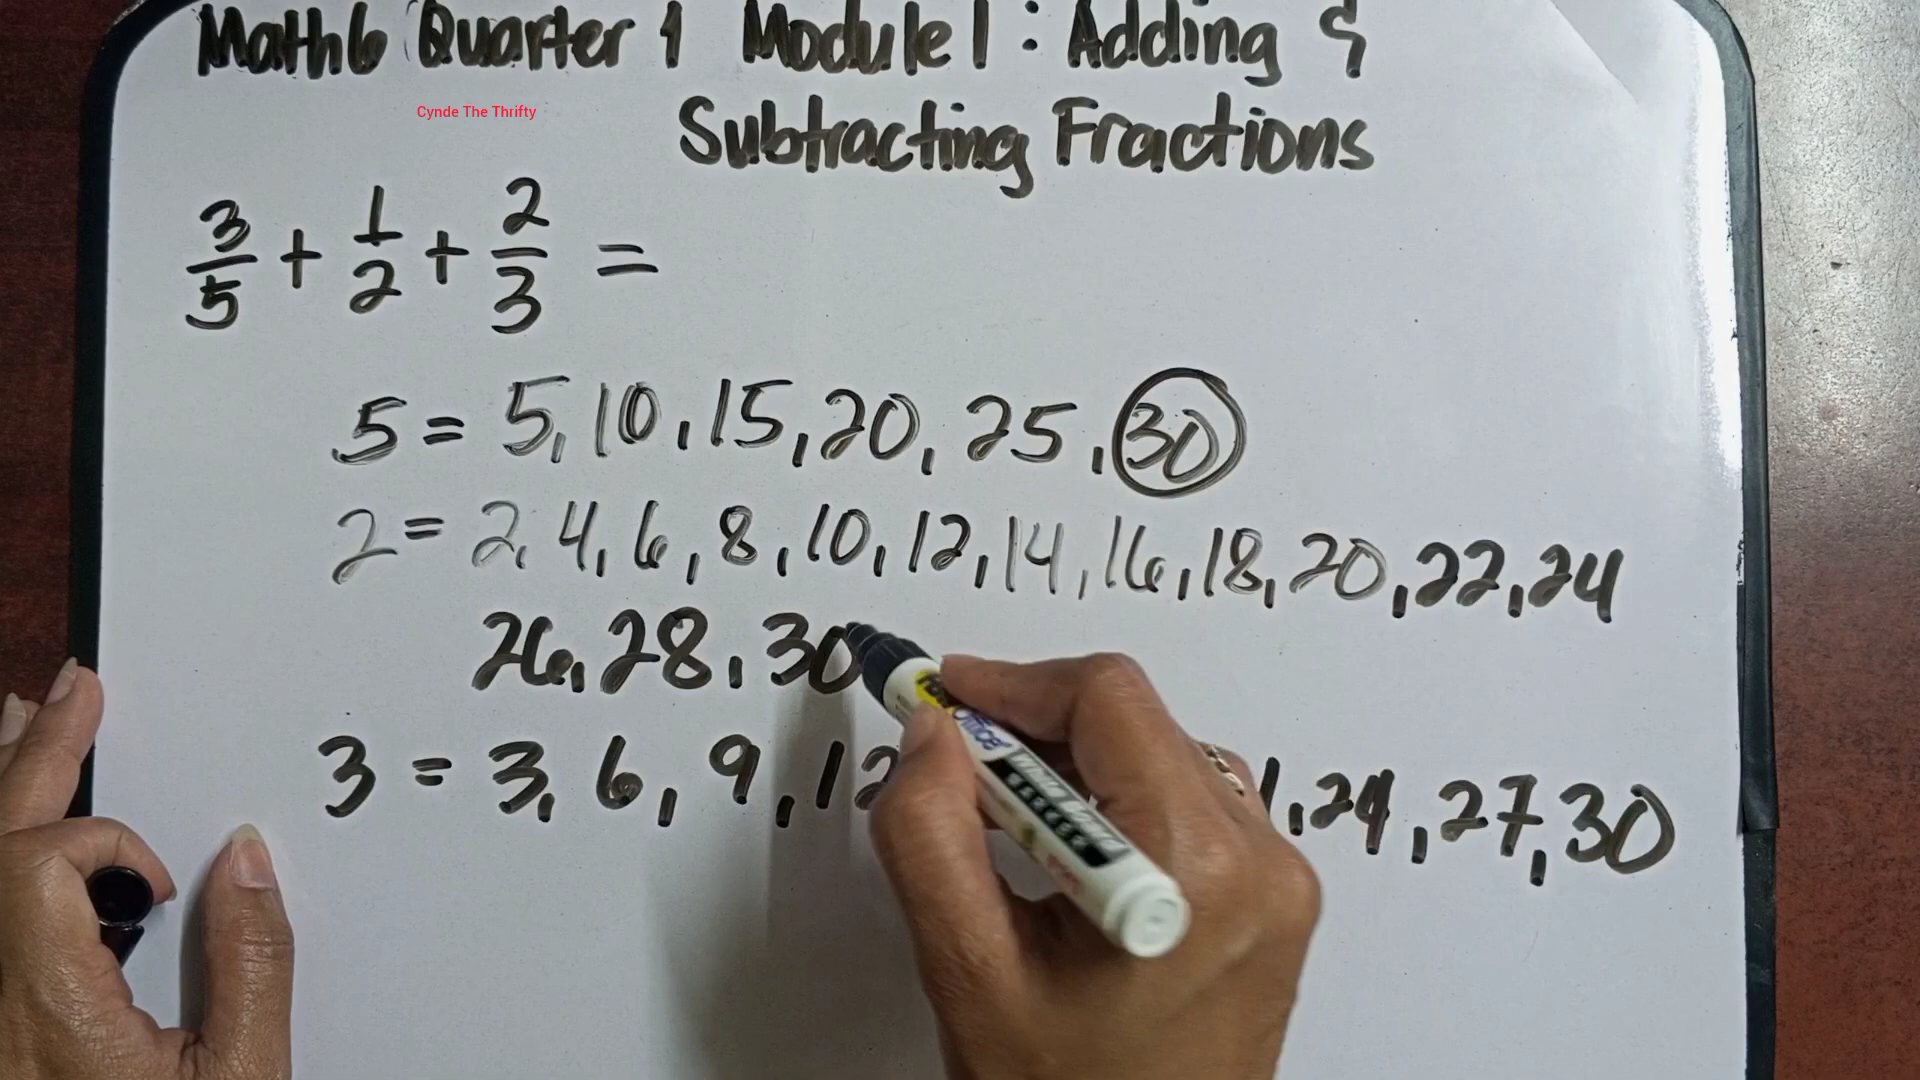 Math 6 Quarter 1 Module 1 : Adding &
Cynde The Thrifty
Subtracting Fractions
3/5 + 1/2 + 2/3 =
5 = 5, 10, 15, 20, 25, 30
2 = 2, 4, 6, 8, 10, 12, 14, 16, 18, 20, 22, 24
26, 28, 30
3 = 3, 6, 9, 12 , 24, 27, 30
Office